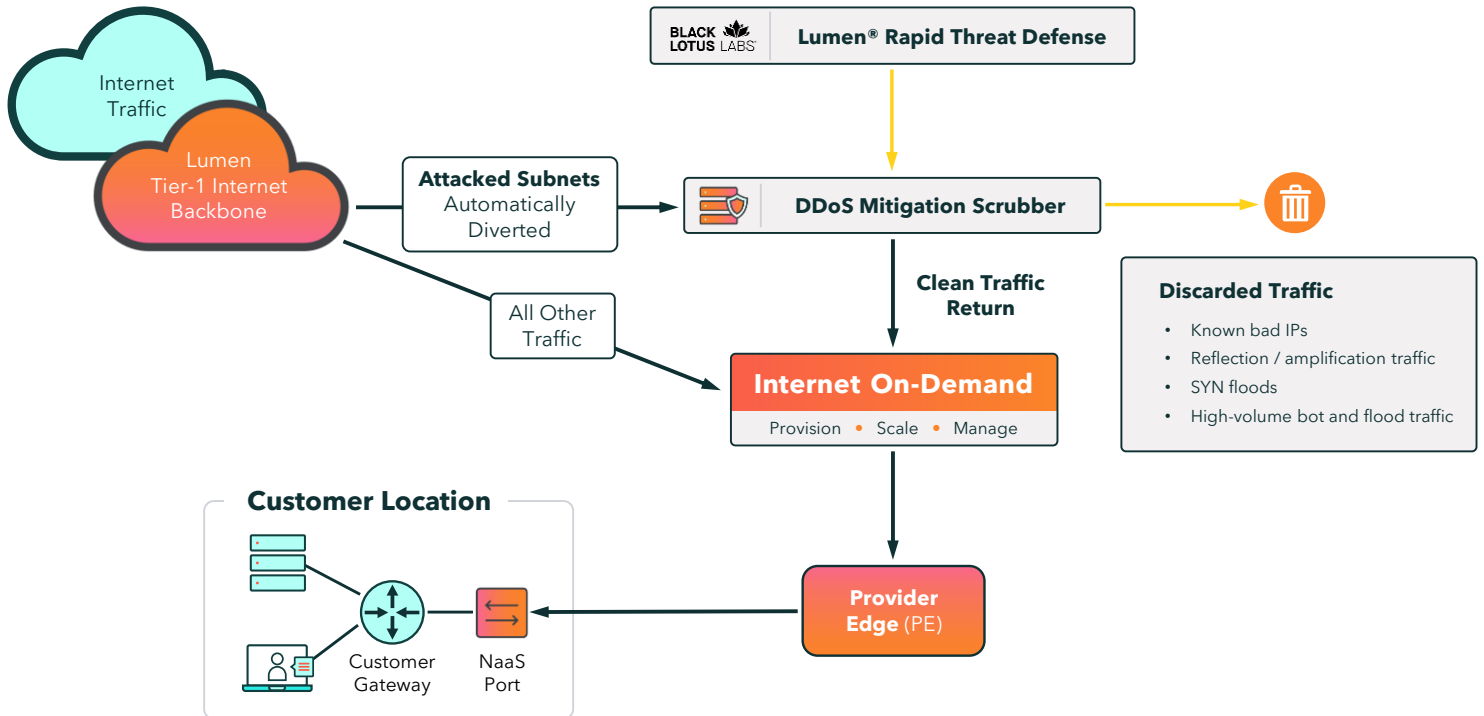 Internet
Traffic
Lumen
Tier-1 Internet
Backbone
BLACK
LOTUS LABS
Lumen® Rapid Threat Defense
Attacked Subnets
Automatically
Diverted
DDoS Mitigation Scrubber
All Other
Traffic
Clean Traffic
Return
Discarded Traffic
• Known bad IPs
• Reflection / amplification traffic
• SYN floods
• High-volume bot and flood traffic
Internet On-Demand
Provision • Scale • Manage
Customer Location
Customer
Gateway
NaaS
Port
Provider
Edge (PE)